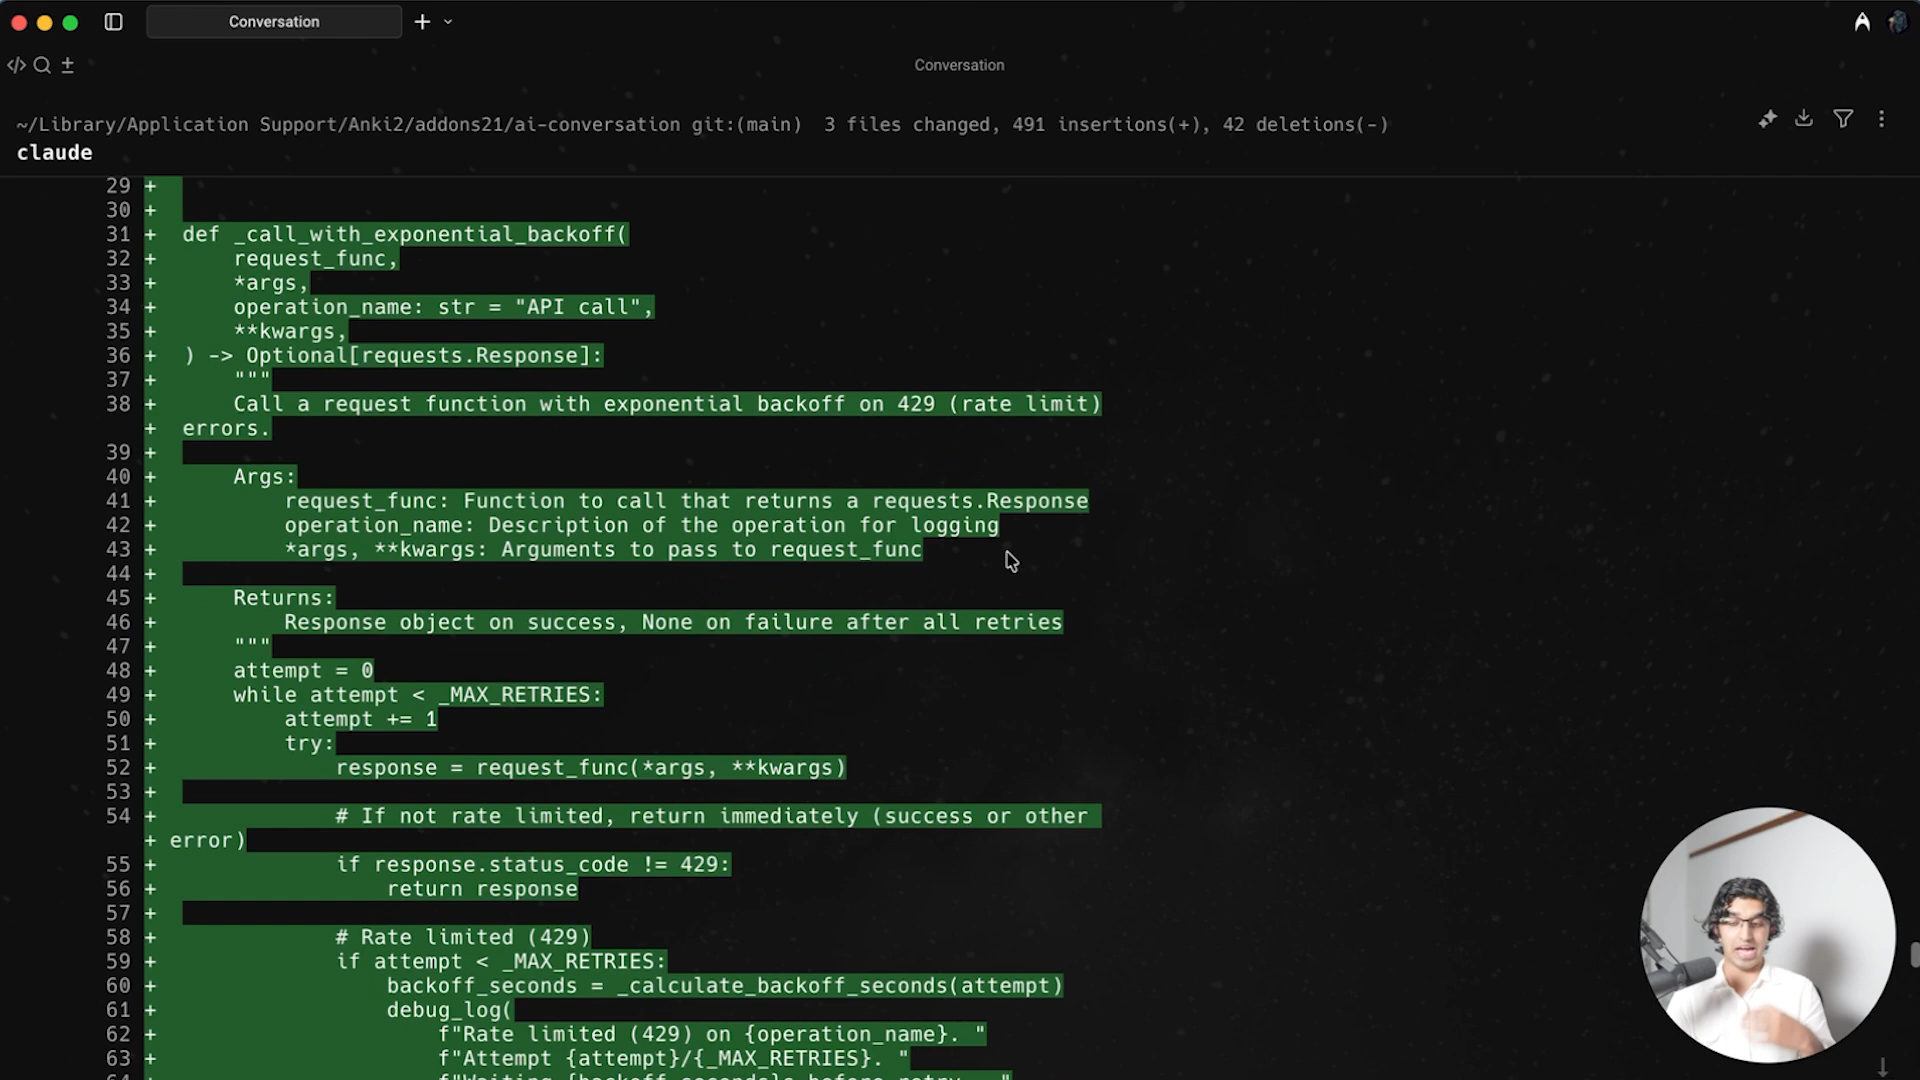 Conversation
Conversation
~/Library/Application Support/Anki2/addons21/ai-conversation git:(main) 3 files changed, 491 insertions(+), 42 deletions(-)
claude
29 +
30 +
31 + def _call_with_exponential_backoff(
32 + request_func,
33 + *args,
34 + operation_name: str = "API call",
35 + **kwargs,
36 + ) -> Optional[requests.Response]:
37 + """
38 + Call a request function with exponential backoff on 429 (rate limit)
+ errors.
39 +
40 + Args:
41 + request_func: Function to call that returns a requests.Response
42 + operation_name: Description of the operation for logging
43 + *args, **kwargs: Arguments to pass to request_func
44 +
45 + Returns:
46 + Response object on success, None on failure after all retries
47 + """
48 + attempt = 0
49 + while attempt < _MAX_RETRIES:
50 + attempt += 1
51 + try:
52 + response = request_func(*args, **kwargs)
53 +
54 + # If not rate limited, return immediately (success or other
+ error)
55 + if response.status_code != 429:
56 + return response
57 +
58 + # Rate limited (429)
59 + if attempt < _MAX_RETRIES:
60 + backoff_seconds = _calculate_backoff_seconds(attempt)
61 + debug_log(
62 + f"Rate limited (429) on {operation_name}. "
63 + f"Attempt {attempt}/{_MAX_RETRIES}. "
64 + f"Waiting {backoff_seconds}s before retry